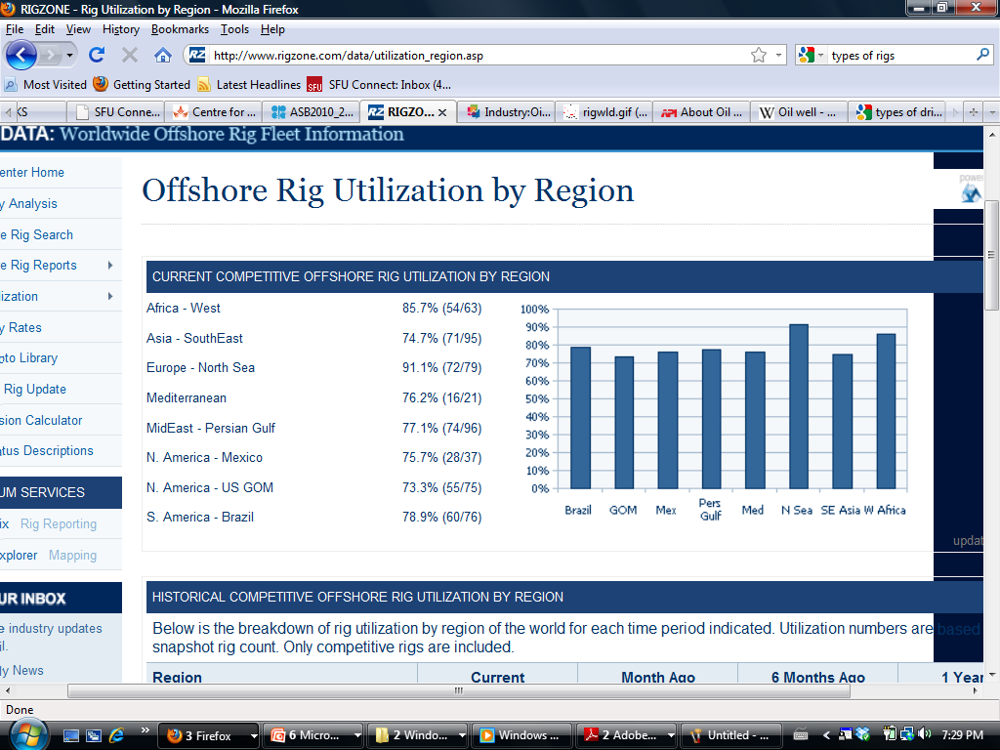 RIGZONE - Rig Utilization by Region - Mozilla Firefox
File Edit View History Bookmarks Tools Help
RZ http://www.rigzone.com/data/utilization_region.asp types of rigs
Most Visited Getting Started Latest Headlines SFU SFU Connect: Inbox (4...
KS SFU Conne... Centre for ... ASB2010_2... RZ RIGZO... Industry:Oi... rigwld.gif (... API About Oil ... W Oil well - ... types of dri...
DATA: Worldwide Offshore Rig Fleet Information
enter Home
y Analysis
e Rig Search
e Rig Reports
lization
y Rates
oto Library
Rig Update
sion Calculator
atus Descriptions
UM SERVICES
ix Rig Reporting
xplorer Mapping
UR INBOX
e industry updates
il.
ly News
Offshore Rig Utilization by Region
powe
CURRENT COMPETITIVE OFFSHORE RIG UTILIZATION BY REGION
Africa - West 85.7% (54/63)
Asia - SouthEast 74.7% (71/95)
Europe - North Sea 91.1% (72/79)
Mediterranean 76.2% (16/21)
MidEast - Persian Gulf 77.1% (74/96)
N. America - Mexico 75.7% (28/37)
N. America - US GOM 73.3% (55/75)
S. America - Brazil 78.9% (60/76)
100%
90%
80%
70%
60%
50%
40%
30%
20%
10%
0%
Brazil GOM Mex Pers Gulf Med N Sea SE Asia W Africa
updat
HISTORICAL COMPETITIVE OFFSHORE RIG UTILIZATION BY REGION
Below is the breakdown of rig utilization by region of the world for each time period indicated. Utilization numbers are based
snapshot rig count. Only competitive rigs are included.
Region Current Month Ago 6 Months Ago 1 Year
Done
3 Firefox 6 Micro... 2 Windo... Windows ... 2 Adobe... Untitled - ... 7:29 PM